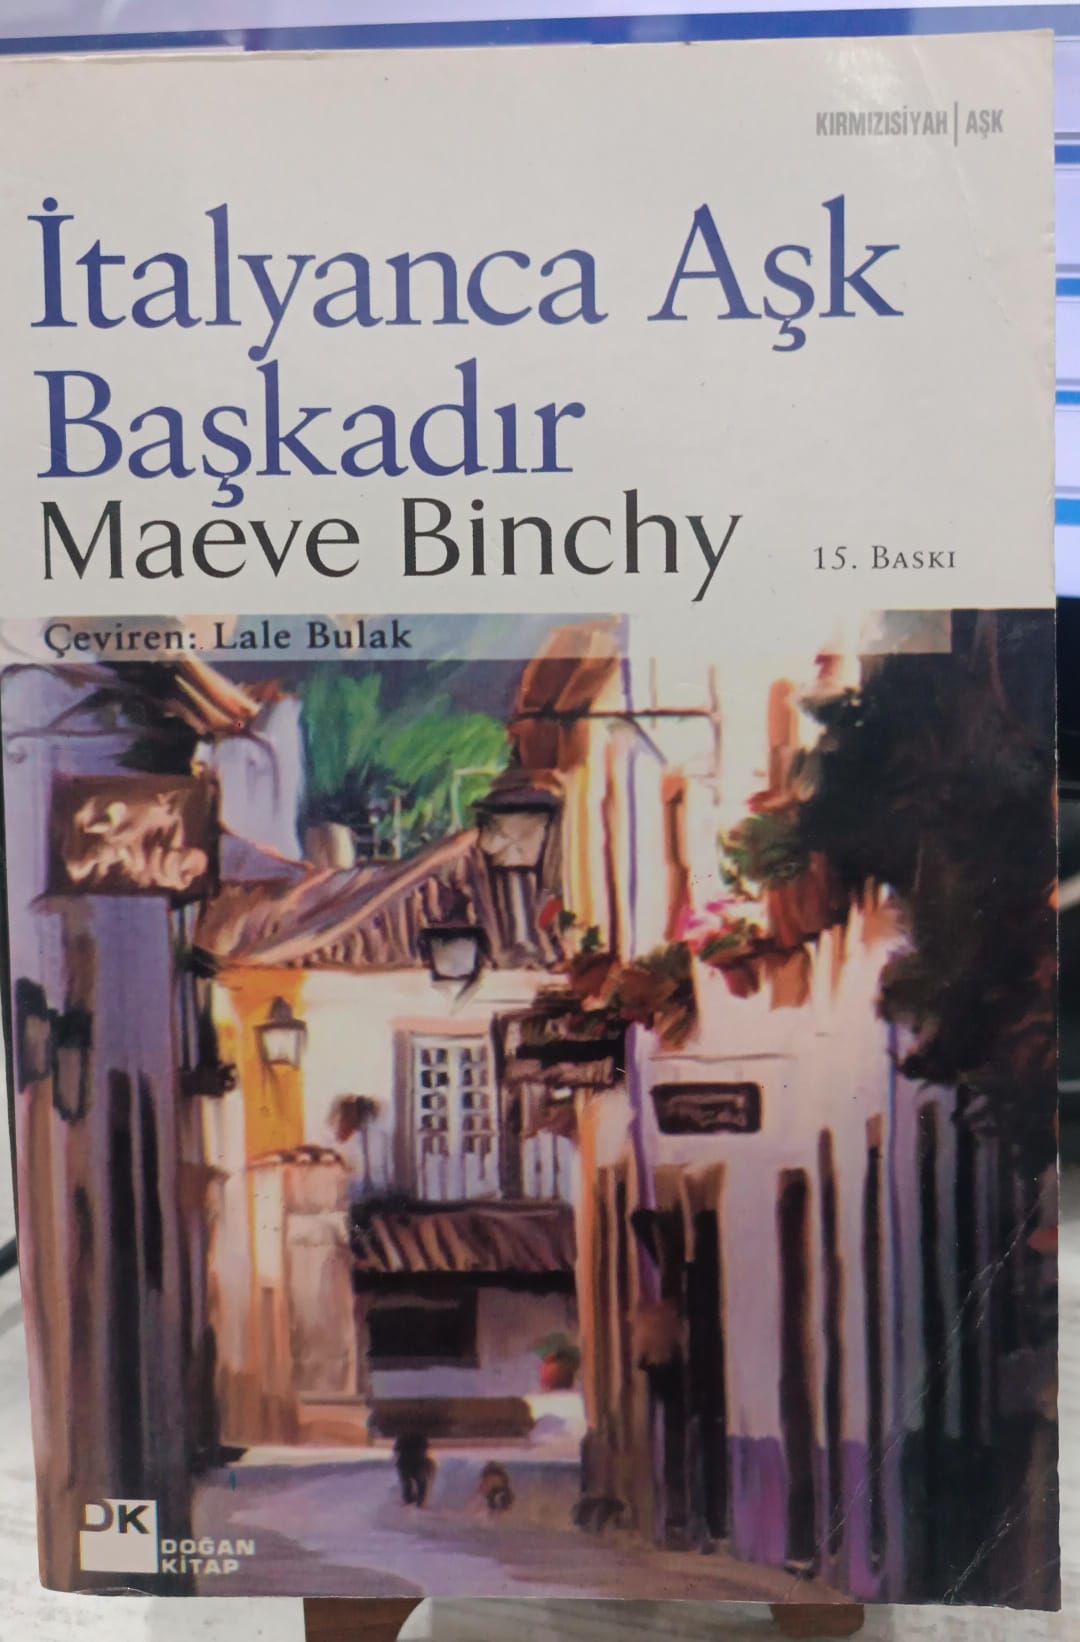 KIRMIZISİYAH | AŞK
İtalyanca Aşk
Başkadır
Maeve Binchy
15. BASKI
Çeviren: Lale Bulak
DK
DOĞAN
KİTAP